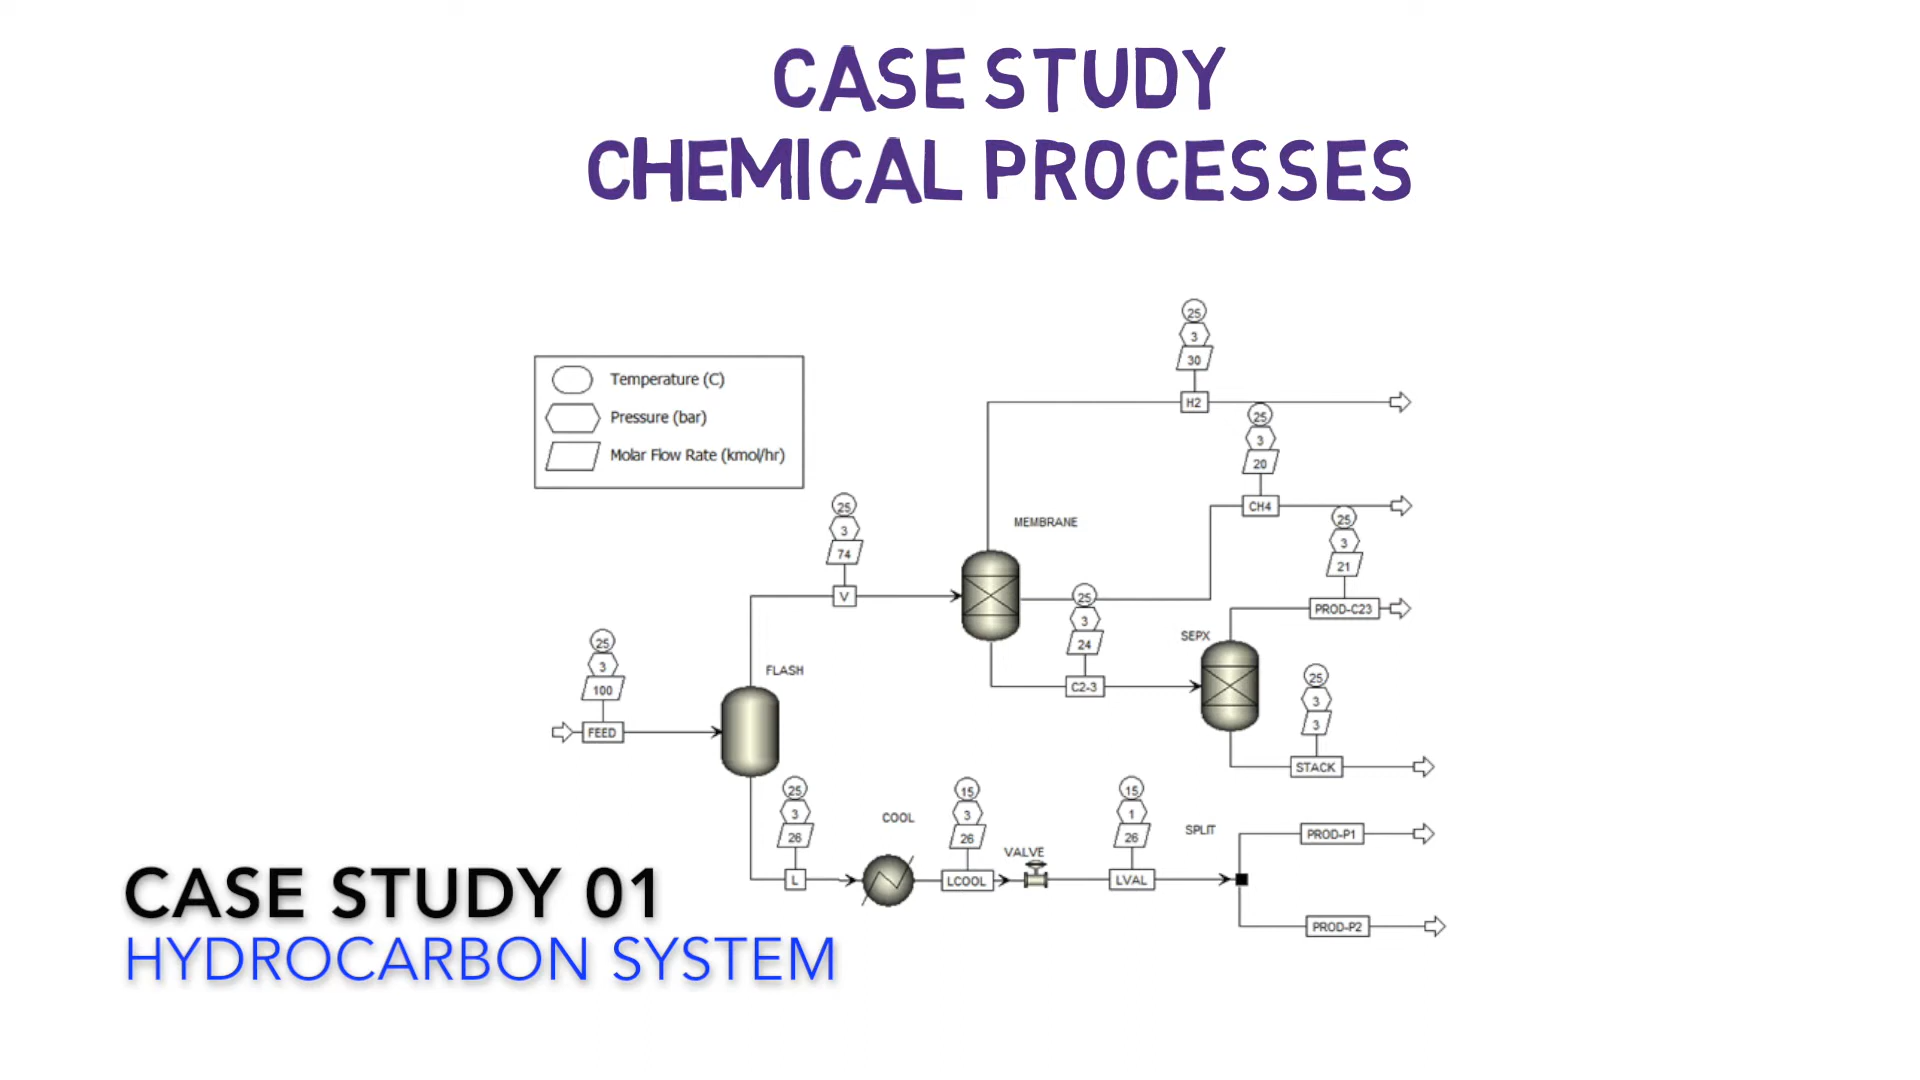 CASE STUDY
CHEMICAL PROCESSES
Temperature (C)
Pressure (bar)
Molar Flow Rate (kmol/hr)
25
3
30
H2
25
3
20
CH4
25
3
74
V
MEMBRANE
25
3
21
PROD-C23
25
3
24
C2-3
SEPX
25
3
100
FEED
FLASH
25
3
3
STACK
25
3
26
L
COOL
15
3
26
LCOOL
VALVE
15
1
26
LVAL
SPLIT
PROD-P1
PROD-P2
CASE STUDY 01
HYDROCARBON SYSTEM